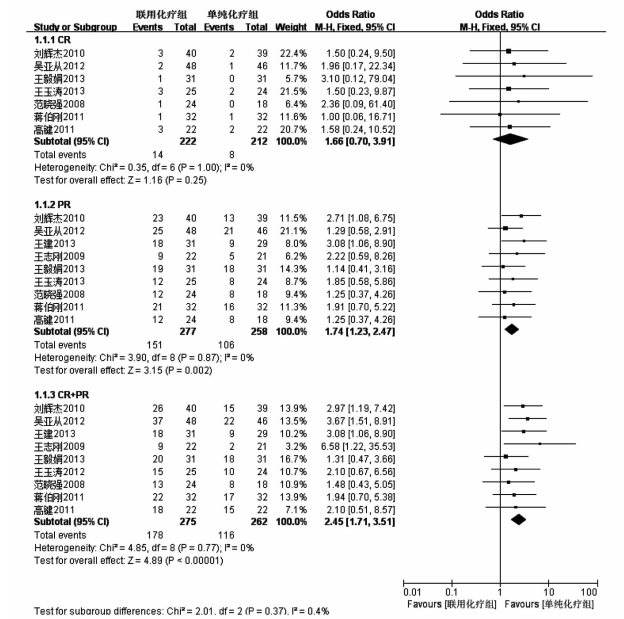 联用化疗组 单纯化疗组 Odds Ratio Odds Ratio
Study or Subgroup Events Total Events Total Weight M-H, Fixed, 95% CI M-H, Fixed, 95% CI
1.1.1 CR
刘辉杰2010 3 40 2 39 22.4% 1.50 [0.24, 9.50]
吴亚从2012 2 48 1 46 11.8% 1.96 [0.17, 22.34]
王毅娟2013 1 31 0 31 5.7% 3.10 [0.12, 79.04]
王玉涛2013 3 25 2 24 21.9% 1.50 [0.23, 9.87]
范晓强2008 1 24 0 18 6.5% 2.36 [0.09, 61.40]
蒋伯刚2011 1 32 1 32 11.8% 1.00 [0.06, 16.71]
高健2011 3 22 2 22 20.7% 1.58 [0.24, 10.52]
Subtotal (95% CI) 222 212 100.0% 1.66 [0.70, 3.91]
Total events 14 8
Heterogeneity: Chi² = 0.35, df = 6 (P = 1.00); I² = 0%
Test for overall effect: Z = 1.16 (P = 0.25)
1.1.2 PR
刘辉杰2010 23 40 13 39 11.5% 2.71 [1.08, 6.75]
吴亚从2012 25 48 21 46 21.6% 1.29 [0.58, 2.91]
王建2013 18 31 9 29 8.1% 3.08 [1.06, 8.90]
王志刚2009 9 22 5 21 6.3% 2.22 [0.59, 8.26]
王毅娟2013 19 31 18 31 14.5% 1.14 [0.41, 3.16]
王玉涛2013 12 25 8 24 9.0% 1.85 [0.58, 5.86]
范晓强2008 12 24 8 18 9.6% 1.25 [0.37, 4.26]
蒋伯刚2011 21 32 16 32 11.5% 1.91 [0.70, 5.22]
高健2011 12 24 8 18 8.0% 1.25 [0.37, 4.26]
Subtotal (95% CI) 277 258 100.0% 1.74 [1.23, 2.47]
Total events 151 106
Heterogeneity: Chi² = 3.90, df = 8 (P = 0.87); I² = 0%
Test for overall effect: Z = 3.15 (P = 0.002)
1.1.3 CR+PR
刘辉杰2010 26 40 15 39 13.9% 2.97 [1.19, 7.42]
吴亚从2012 37 48 22 46 13.9% 3.67 [1.51, 8.91]
王建2013 18 31 9 29 10.1% 3.08 [1.06, 8.90]
王志刚2009 9 22 2 21 3.1% 6.58 [1.22, 35.53]
王毅娟2013 20 31 18 31 16.5% 1.31 [0.47, 3.66]
王玉涛2012 15 25 10 24 10.6% 2.10 [0.67, 6.56]
范晓强2008 13 24 8 18 10.9% 1.48 [0.43, 5.05]
蒋伯刚2011 22 32 17 32 13.9% 1.94 [0.70, 5.38]
高健2011 18 22 15 22 7.1% 2.10 [0.51, 8.57]
Subtotal (95% CI) 275 262 100.0% 2.45 [1.71, 3.51]
Total events 178 116
Heterogeneity: Chi² = 4.85, df = 8 (P = 0.77); I² = 0%
Test for overall effect: Z = 4.89 (P < 0.00001)
0.01 0.1 1 10 100
Favours [联用化疗组] Favours [单纯化疗组]
Test for subgroup differences: Chi² = 2.01, df = 2 (P = 0.37), I² = 0.4%